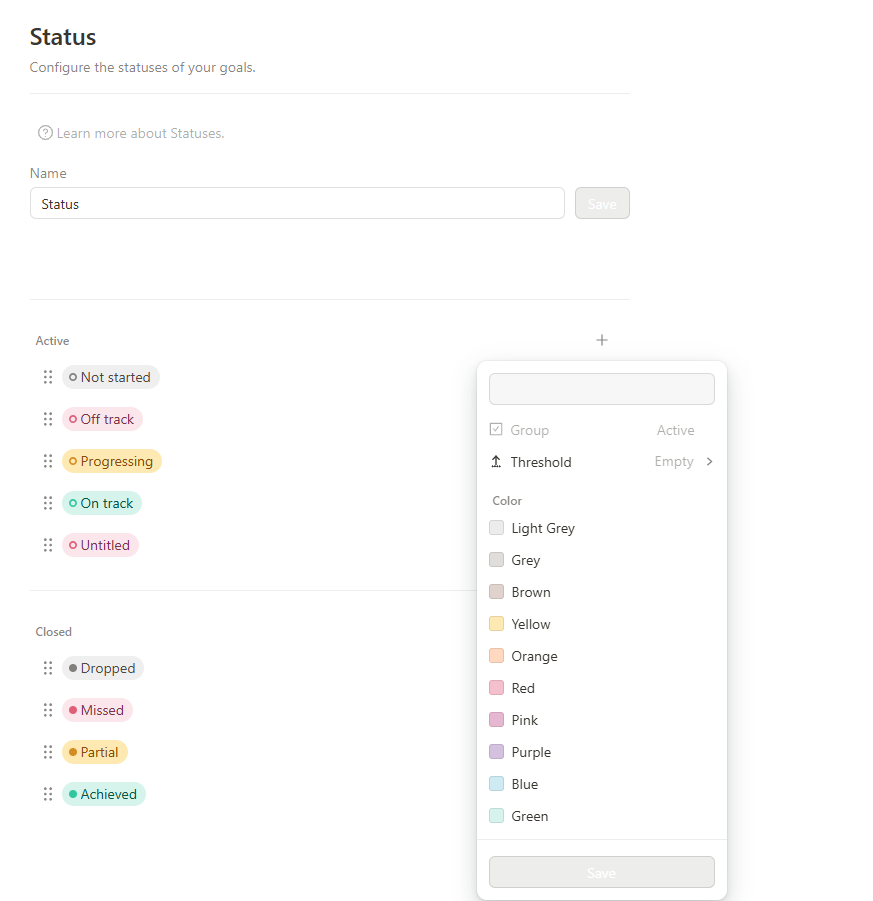 Status
Configure the statuses of your goals.
Learn more about Statuses.
Name
Status
Save
Active
Not started
Off track
Progressing
On track
Untitled
Closed
Dropped
Missed
Partial
Achieved
Group Active
Threshold Empty
Color
Light Grey
Grey
Brown
Yellow
Orange
Red
Pink
Purple
Blue
Green
Save